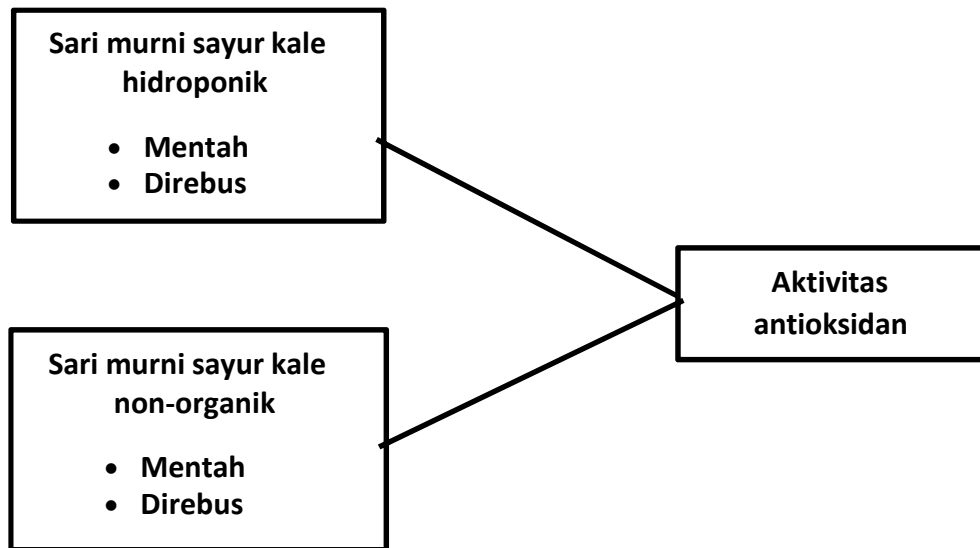 Sari murni sayur kale
hidroponik
• Mentah
• Direbus
Aktivitas
antioksidan
Sari murni sayur kale
non-organik
• Mentah
• Direbus